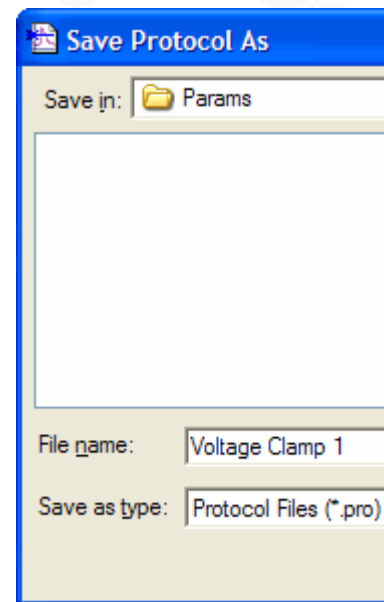 Save Protocol As
Save in: Params
File name: Voltage Clamp 1
Save as type: Protocol Files (*.pro)